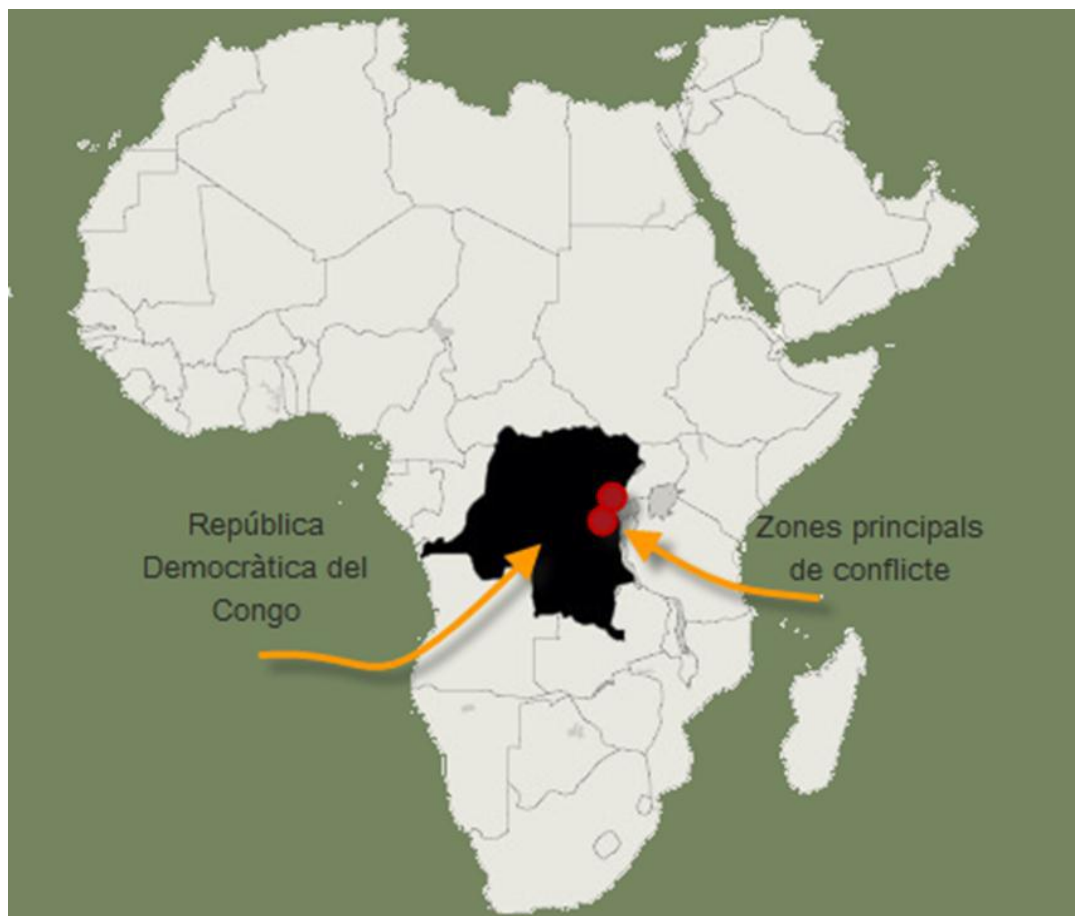 República
Democràtica del
Congo
Zones principals
de conflicte